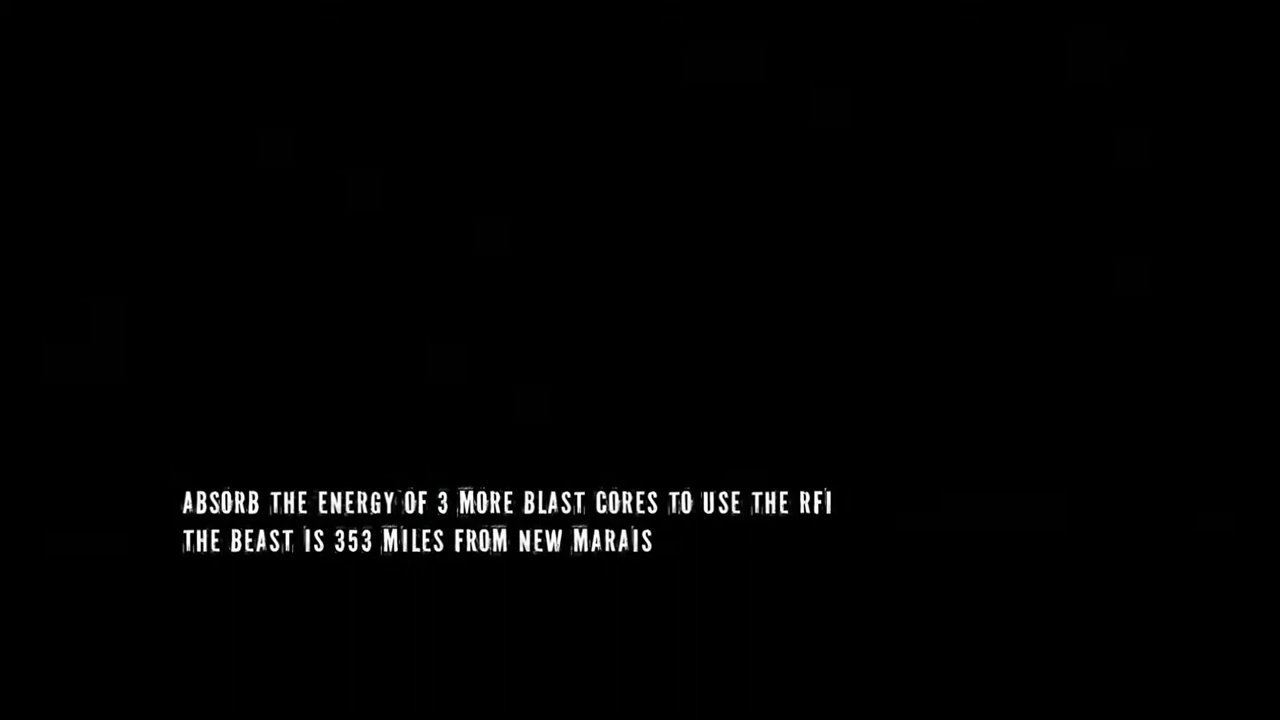 ABSORB THE ENERGY OF 3 MORE BLAST CORES TO USE THE RFI
THE BEAST IS 353 MILES FROM NEW MARAIS